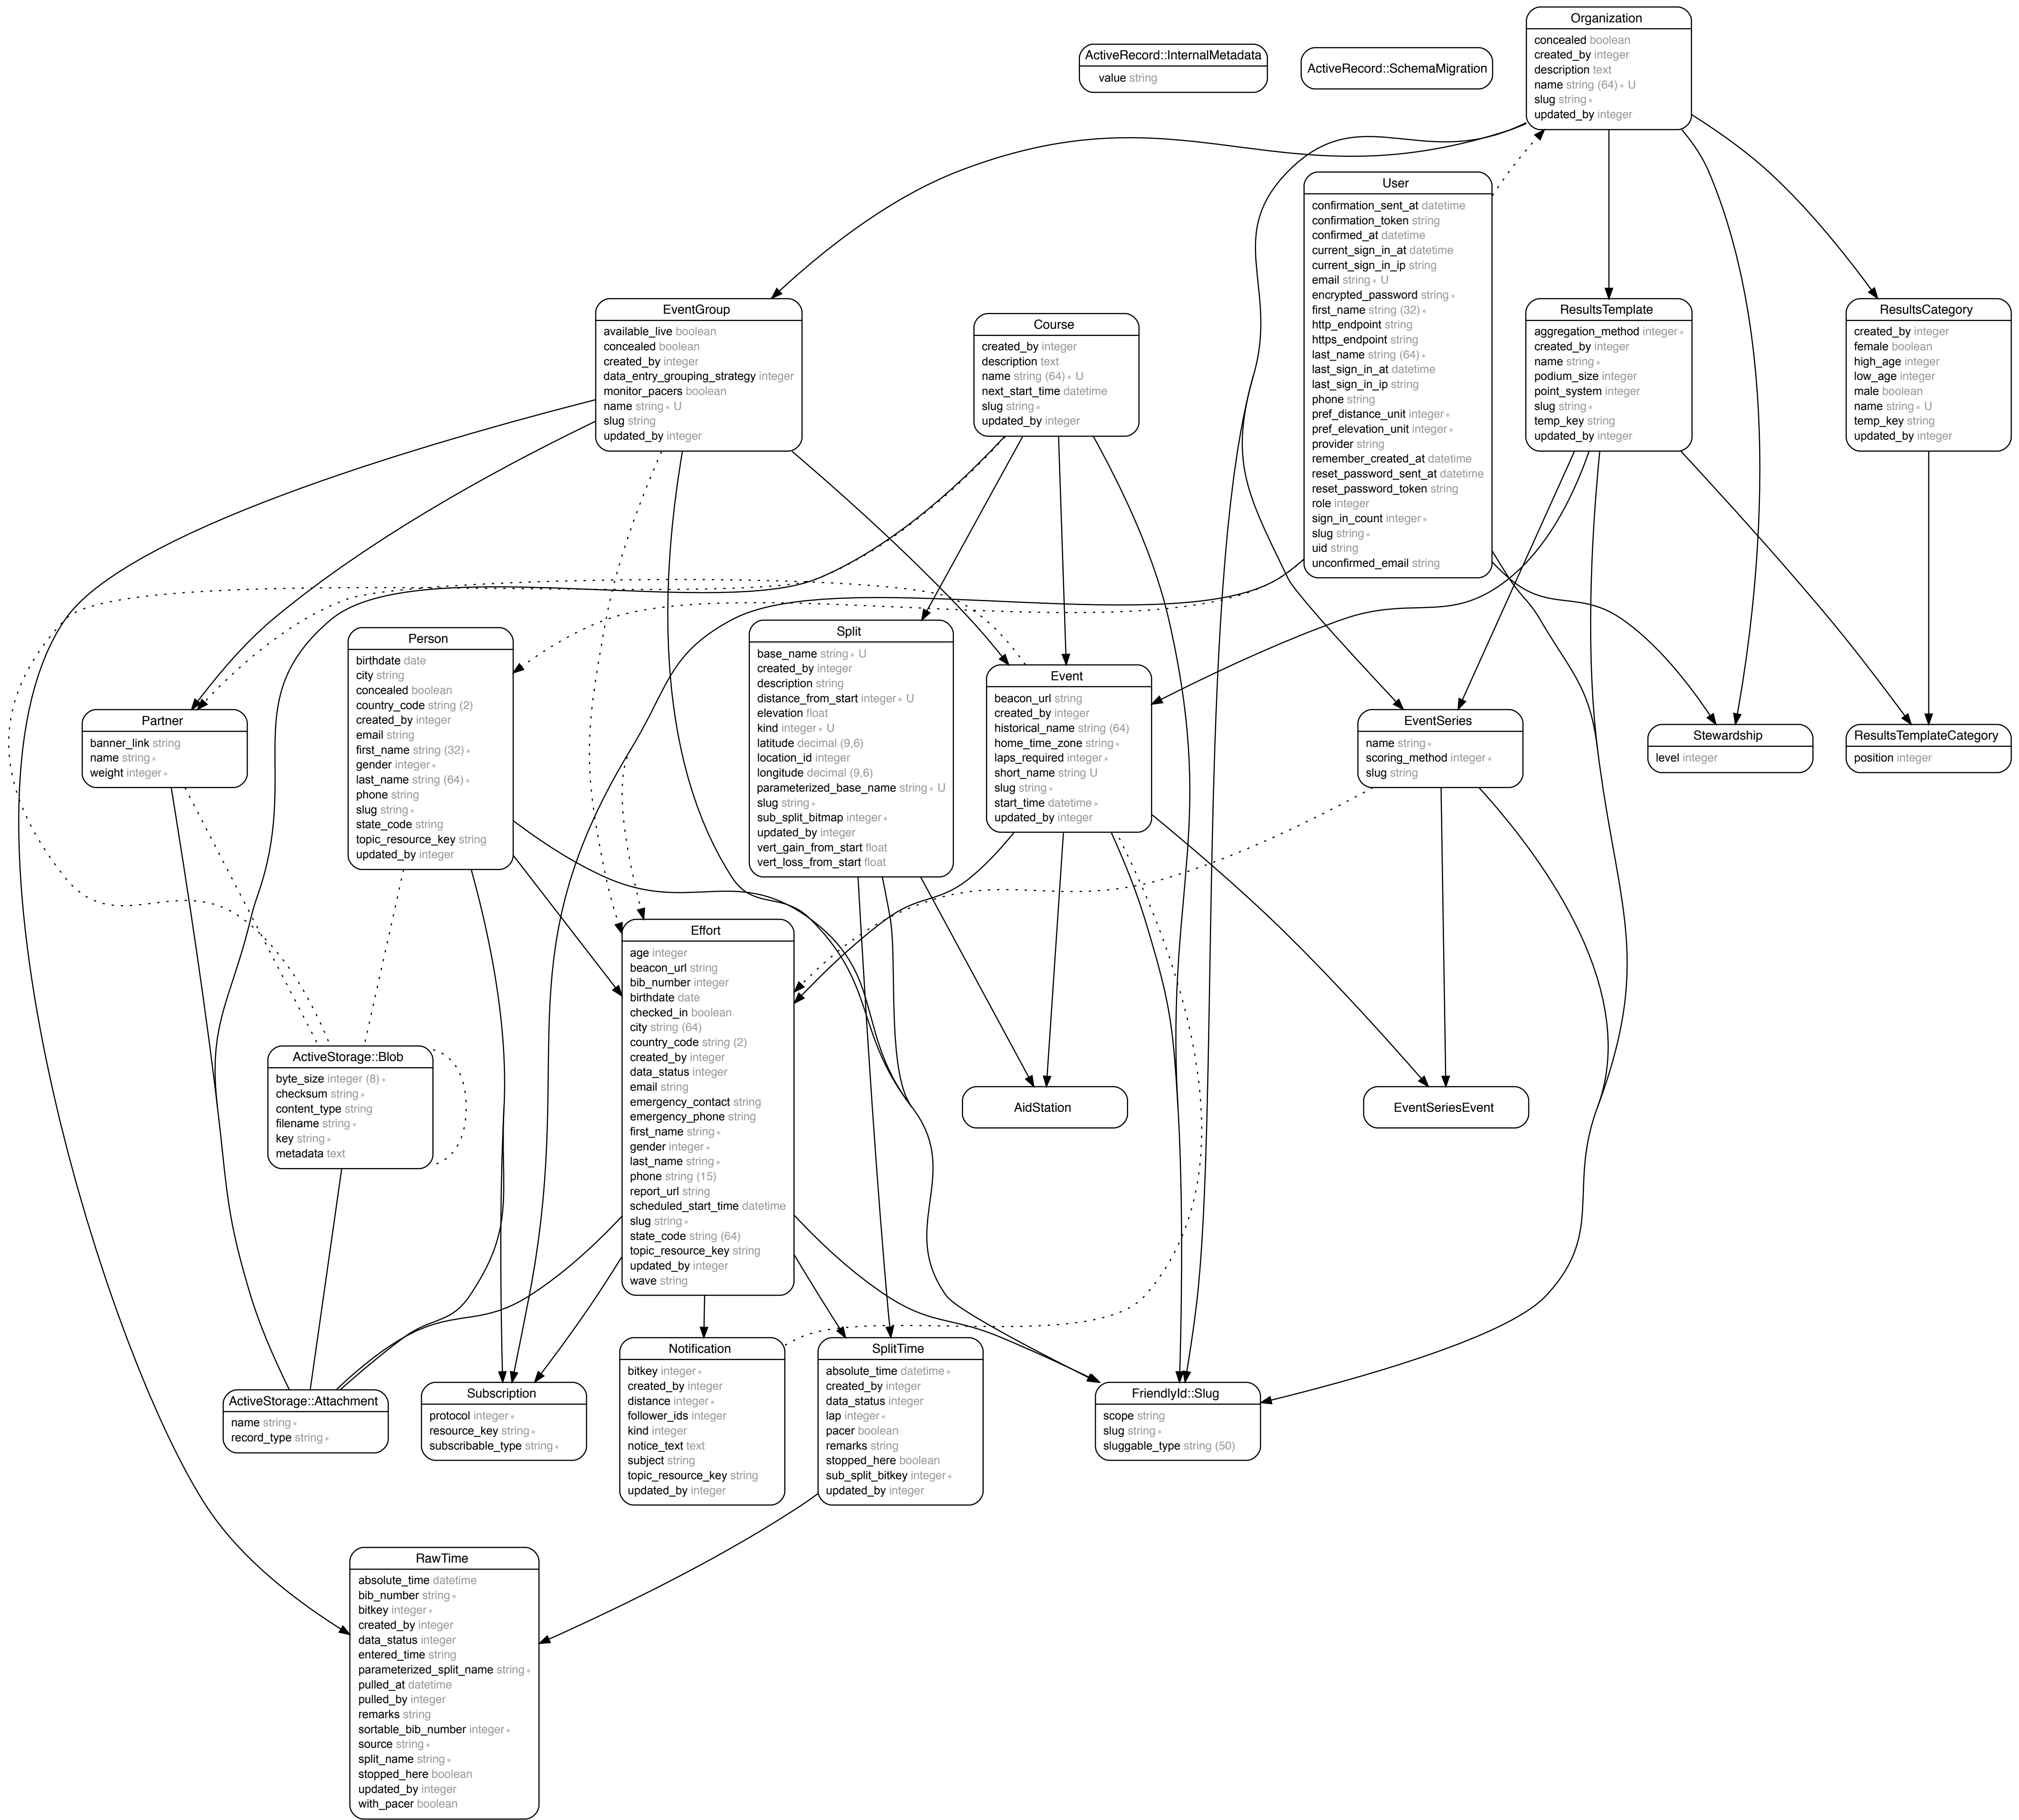 Organization
concealed boolean
created_by integer
description text
name string (64) ∗ U
slug string ∗
updated_by integer
ActiveRecord::InternalMetadata
value string
ActiveRecord::SchemaMigration
User
confirmation_sent_at datetime
confirmation_token string
confirmed_at datetime
current_sign_in_at datetime
current_sign_in_ip string
email string ∗ U
encrypted_password string ∗
first_name string (32) ∗
http_endpoint string
https_endpoint string
last_name string (64) ∗
last_sign_in_at datetime
last_sign_in_ip string
phone string
pref_distance_unit integer ∗
pref_elevation_unit integer ∗
provider string
remember_created_at datetime
reset_password_sent_at datetime
reset_password_token string
role integer
sign_in_count integer ∗
slug string ∗
uid string
unconfirmed_email string
EventGroup
available_live boolean
concealed boolean
created_by integer
data_entry_grouping_strategy integer
monitor_pacers boolean
name string ∗ U
slug string
updated_by integer
Course
created_by integer
description text
name string (64) ∗ U
next_start_time datetime
slug string ∗
updated_by integer
ResultsTemplate
aggregation_method integer ∗
created_by integer
name string ∗
podium_size integer
point_system integer
slug string ∗
temp_key string
updated_by integer
ResultsCategory
created_by integer
female boolean
high_age integer
low_age integer
male boolean
name string ∗ U
temp_key string
updated_by integer
Person
birthdate date
city string
concealed boolean
country_code string (2)
created_by integer
email string
first_name string (32) ∗
gender integer ∗
last_name string (64) ∗
phone string
slug string ∗
state_code string
topic_resource_key string
updated_by integer
Split
base_name string ∗ U
created_by integer
description string
distance_from_start integer ∗ U
elevation float
kind integer ∗ U
latitude decimal (9,6)
location_id integer
longitude decimal (9,6)
parameterized_base_name string ∗ U
slug string ∗
sub_split_bitmap integer ∗
updated_by integer
vert_gain_from_start float
vert_loss_from_start float
Event
beacon_url string
created_by integer
historical_name string (64)
home_time_zone string ∗
laps_required integer ∗
short_name string U
slug string ∗
start_time datetime ∗
updated_by integer
Partner
banner_link string
name string ∗
weight integer ∗
EventSeries
name string ∗
scoring_method integer ∗
slug string
Stewardship
level integer
ResultsTemplateCategory
position integer
Effort
age integer
beacon_url string
bib_number integer
birthdate date
checked_in boolean
city string (64)
country_code string (2)
created_by integer
data_status integer
email string
emergency_contact string
emergency_phone string
first_name string ∗
gender integer ∗
last_name string ∗
phone string (15)
report_url string
scheduled_start_time datetime
slug string ∗
state_code string (64)
topic_resource_key string
updated_by integer
wave string
ActiveStorage::Blob
byte_size integer (8) ∗
checksum string ∗
content_type string
filename string ∗
key string ∗
metadata text
AidStation
EventSeriesEvent
ActiveStorage::Attachment
name string ∗
record_type string ∗
Subscription
protocol integer ∗
resource_key string ∗
subscribable_type string ∗
Notification
bitkey integer ∗
created_by integer
distance integer ∗
follower_ids integer
kind integer
notice_text text
subject string
topic_resource_key string
updated_by integer
SplitTime
absolute_time datetime ∗
created_by integer
data_status integer
lap integer ∗
pacer boolean
remarks string
stopped_here boolean
sub_split_bitkey integer ∗
updated_by integer
FriendlyId::Slug
scope string
slug string ∗
sluggable_type string (50)
RawTime
absolute_time datetime
bib_number string ∗
bitkey integer ∗
created_by integer
data_status integer
entered_time string
parameterized_split_name string ∗
pulled_at datetime
pulled_by integer
remarks string
sortable_bib_number integer ∗
source string ∗
split_name string ∗
stopped_here boolean
updated_by integer
with_pacer boolean